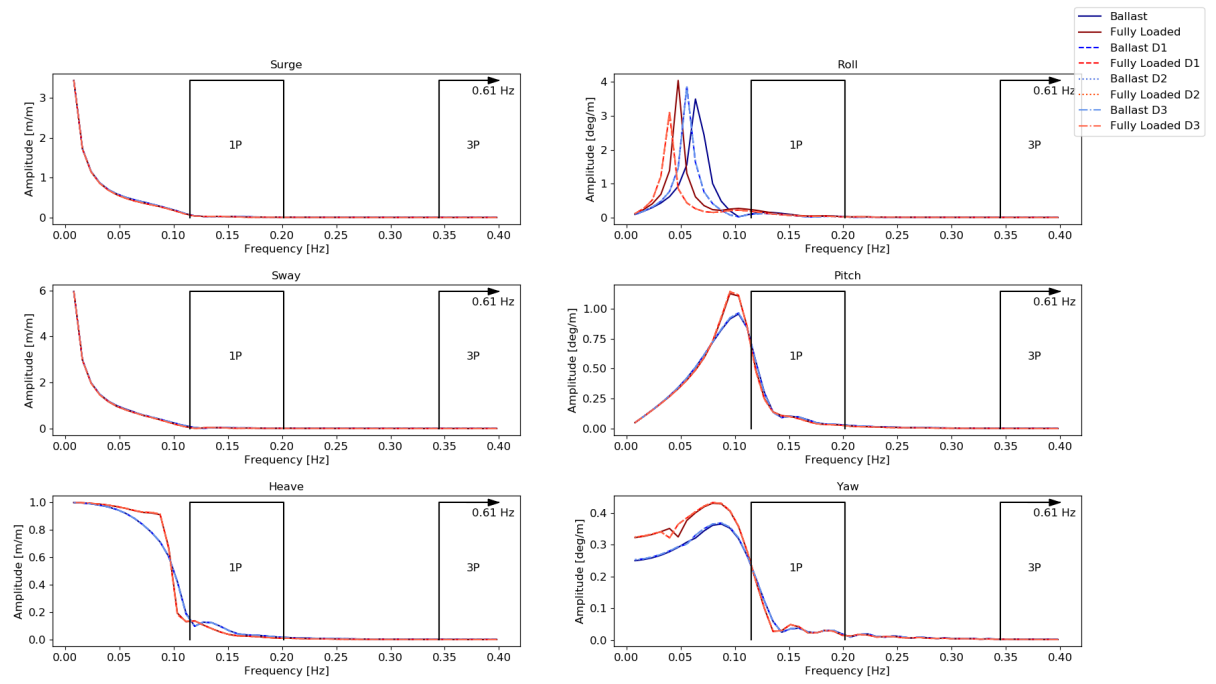 Ballast
Fully Loaded
Ballast D1
Fully Loaded D1
Ballast D2
Fully Loaded D2
Ballast D3
Fully Loaded D3
Surge
Amplitude [m/m]
3
2
1
0
1P
3P
0.61 Hz
0.00 0.05 0.10 0.15 0.20 0.25 0.30 0.35 0.40
Frequency [Hz]
Roll
Amplitude [deg/m]
4
3
2
1
0
1P
3P
0.61 Hz
0.00 0.05 0.10 0.15 0.20 0.25 0.30 0.35 0.40
Frequency [Hz]
Sway
Amplitude [m/m]
6
4
2
0
1P
3P
0.61 Hz
0.00 0.05 0.10 0.15 0.20 0.25 0.30 0.35 0.40
Frequency [Hz]
Pitch
Amplitude [deg/m]
1.00
0.75
0.50
0.25
0.00
1P
3P
0.61 Hz
0.00 0.05 0.10 0.15 0.20 0.25 0.30 0.35 0.40
Frequency [Hz]
Heave
Amplitude [m/m]
1.0
0.8
0.6
0.4
0.2
0.0
1P
3P
0.61 Hz
0.00 0.05 0.10 0.15 0.20 0.25 0.30 0.35 0.40
Frequency [Hz]
Yaw
Amplitude [deg/m]
0.4
0.3
0.2
0.1
0.0
1P
3P
0.61 Hz
0.00 0.05 0.10 0.15 0.20 0.25 0.30 0.35 0.40
Frequency [Hz]